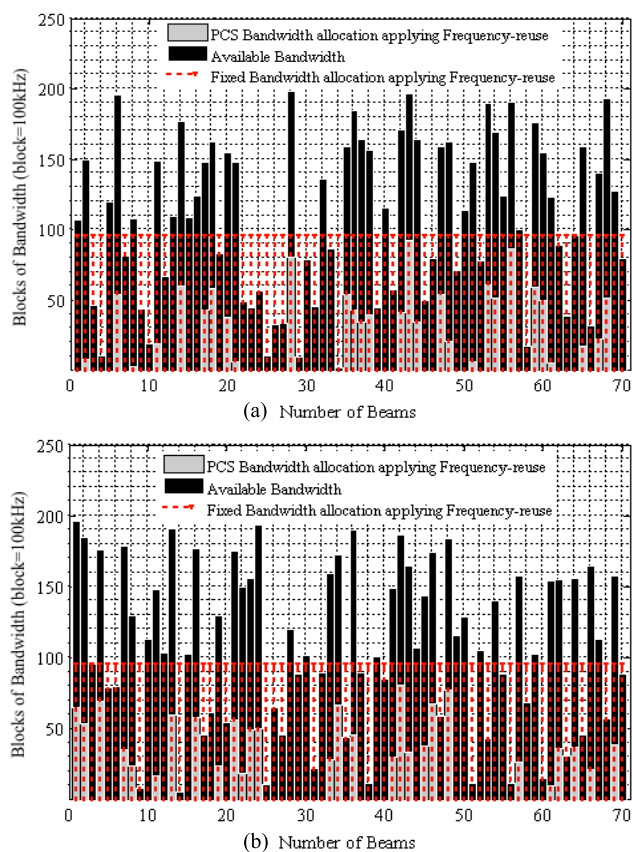 250
PCS Bandwidth allocation applying Frequency-reuse
Available Bandwidth
Fixed Bandwidth allocation applying Frequency-reuse
200
150
100
50
Blocks of Bandwidth (block=100kHz)
0 10 20 30 40 50 60 70
(a) Number of Beams
250
PCS Bandwidth allocation applying Frequency-reuse
Available Bandwidth
Fixed Bandwidth allocation applying Frequency-reuse
200
150
100
50
Blocks of Bandwidth (block=100kHz)
0 10 20 30 40 50 60 70
(b) Number of Beams